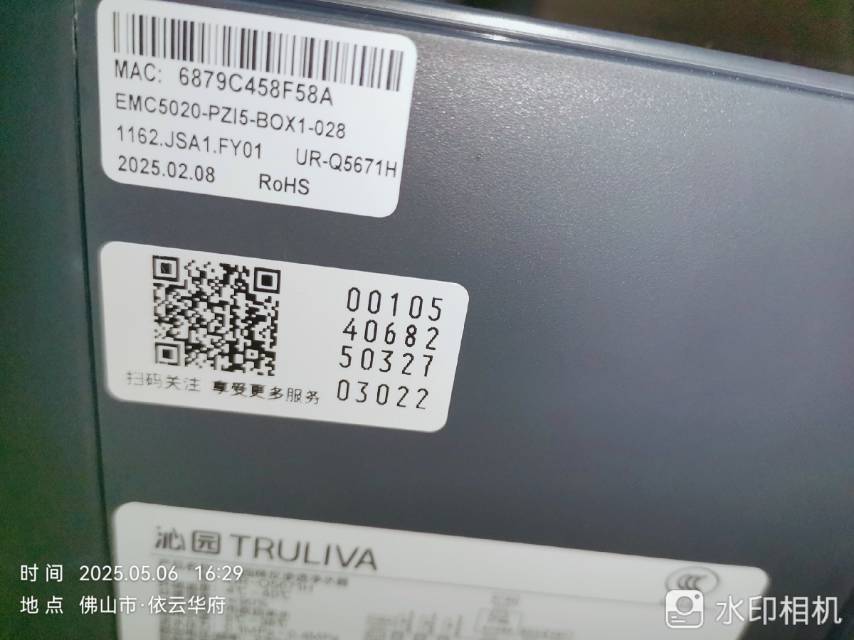 MAC: 6879C458F58A
EMC5020-PZI5-BOX1-028
1162.JSA1.FY01 UR-Q5671H
2025.02.08 RoHS
00105
40682
50327
03022
扫码关注 享受更多服务
沁园 TRULIVA
CCC
时间 2025.05.06 16:29
地点 佛山市·依云华府
水印相机